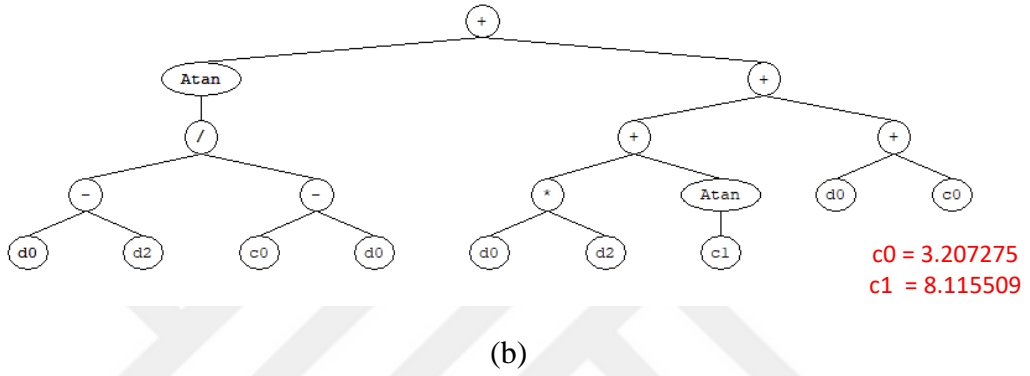 +
Atan +
/ + +
- - * Atan d0 c0
d0 d2 c0 d0 d0 d2 c1
c0 = 3.207275
c1 = 8.115509
(b)